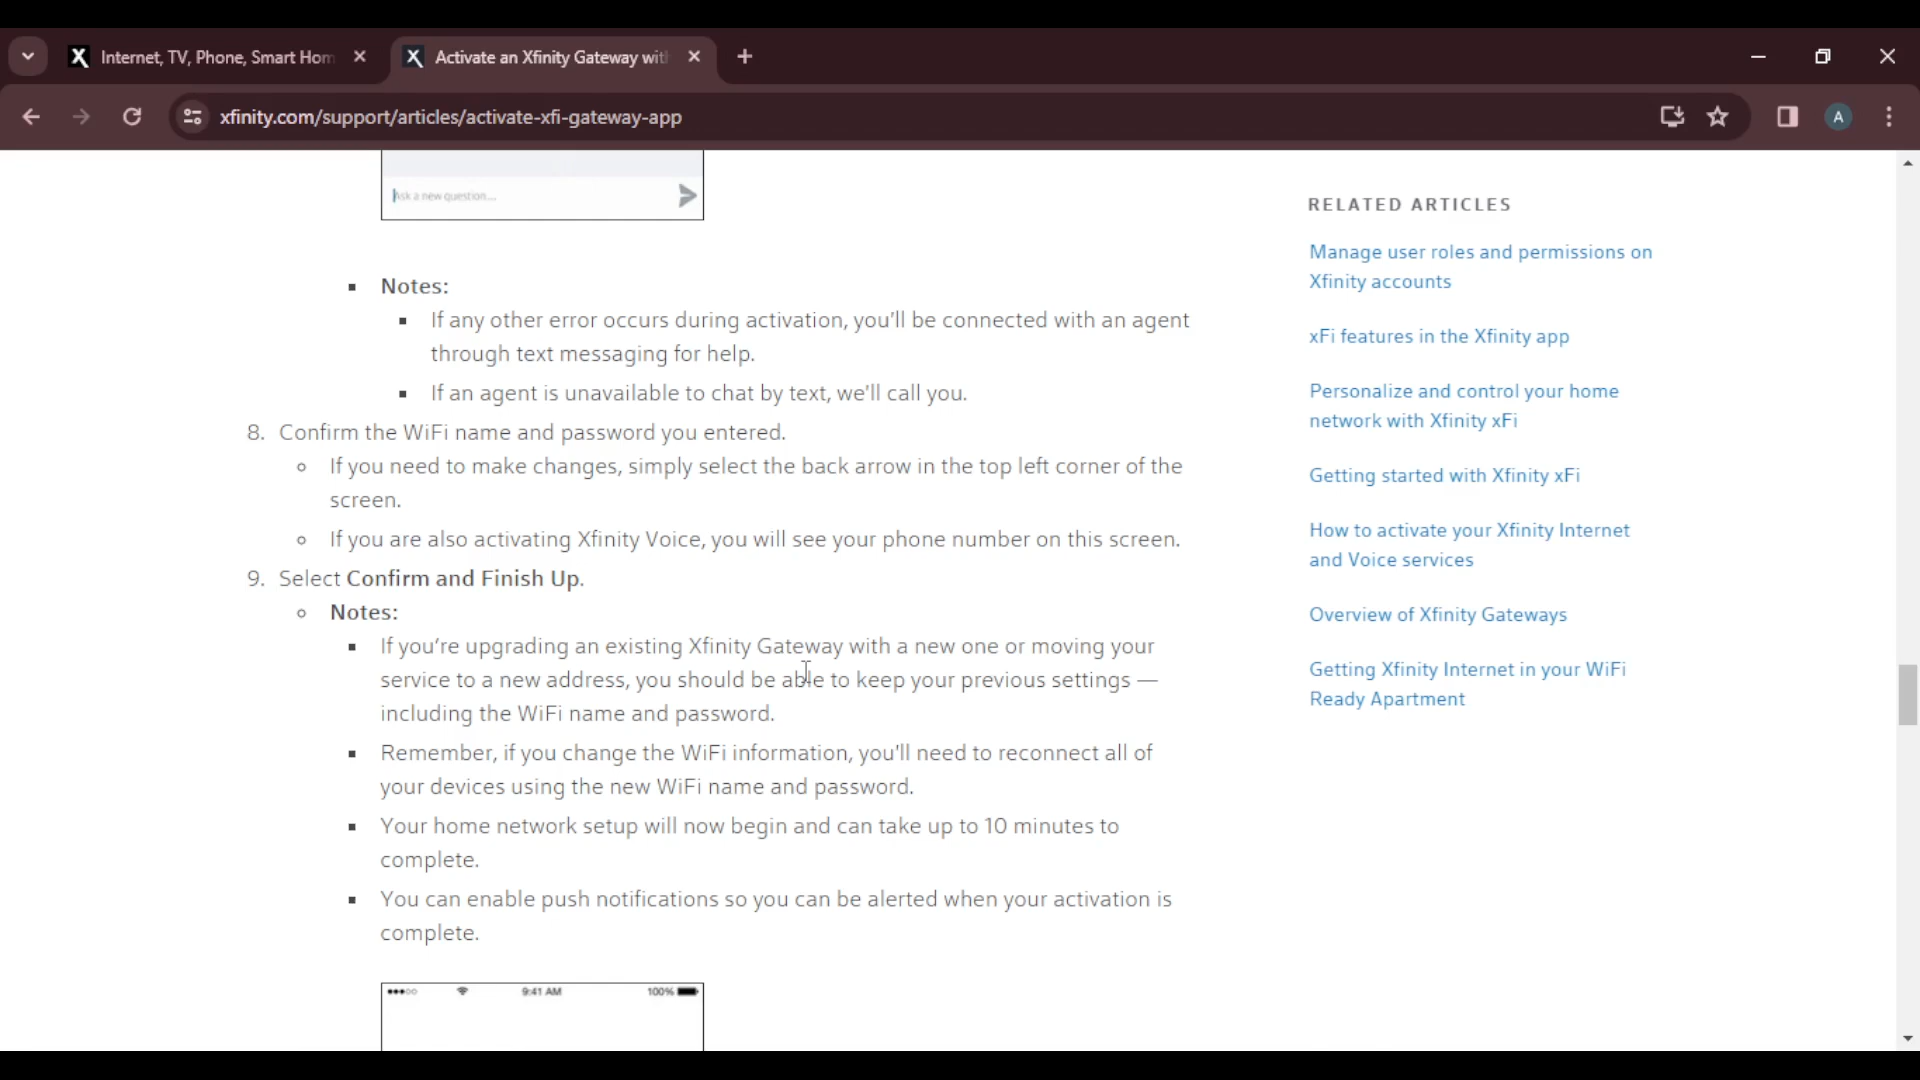 Internet, TV, Phone, Smart Hom
Activate an Xfinity Gateway with
xfinity.com/support/articles/activate-xfi-gateway-app
A
Ask a new question...
RELATED ARTICLES
Manage user roles and permissions on
Xfinity accounts
xFi features in the Xfinity app
Personalize and control your home
network with Xfinity xFi
Getting started with Xfinity xFi
How to activate your Xfinity Internet
and Voice services
Overview of Xfinity Gateways
Getting Xfinity Internet in your WiFi
Ready Apartment
Notes:
If any other error occurs during activation, you'll be connected with an agent
through text messaging for help.
If an agent is unavailable to chat by text, we'll call you.
8. Confirm the WiFi name and password you entered.
If you need to make changes, simply select the back arrow in the top left corner of the
screen.
If you are also activating Xfinity Voice, you will see your phone number on this screen.
9. Select Confirm and Finish Up.
Notes:
If you’re upgrading an existing Xfinity Gateway with a new one or moving your
service to a new address, you should be able to keep your previous settings —
including the WiFi name and password.
Remember, if you change the WiFi information, you'll need to reconnect all of
your devices using the new WiFi name and password.
Your home network setup will now begin and can take up to 10 minutes to
complete.
You can enable push notifications so you can be alerted when your activation is
complete.
9:41 AM
100%